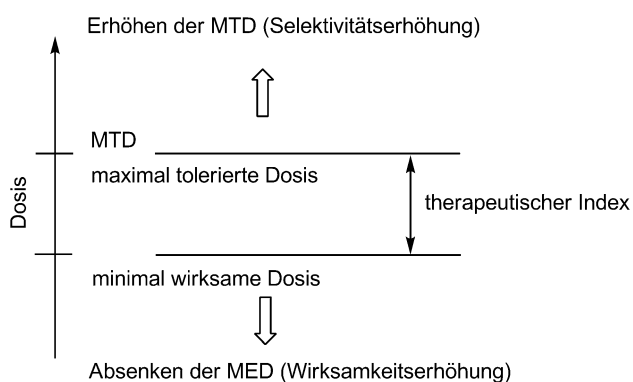 Erhöhen der MTD (Selektivitätserhöhung)
MTD
maximal tolerierte Dosis
Dosis
therapeutischer Index
minimal wirksame Dosis
Absenken der MED (Wirksamkeitserhöhung)